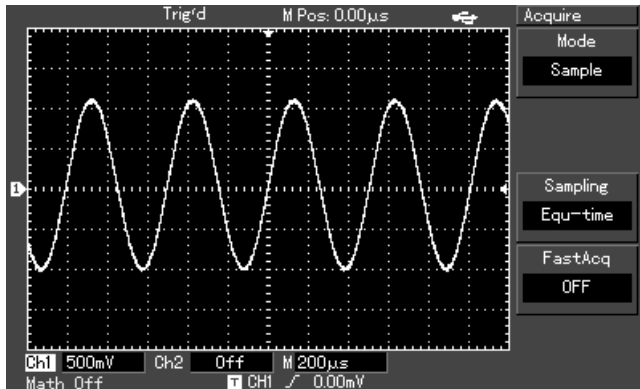 Trig'd M Pos: 0.00µs Acquire
Mode
Sample
1
Sampling
Equ-time
FastAcq
OFF
Ch1 500mV Ch2 Off M 200µs
Math Off T CH1 / 0.00mV